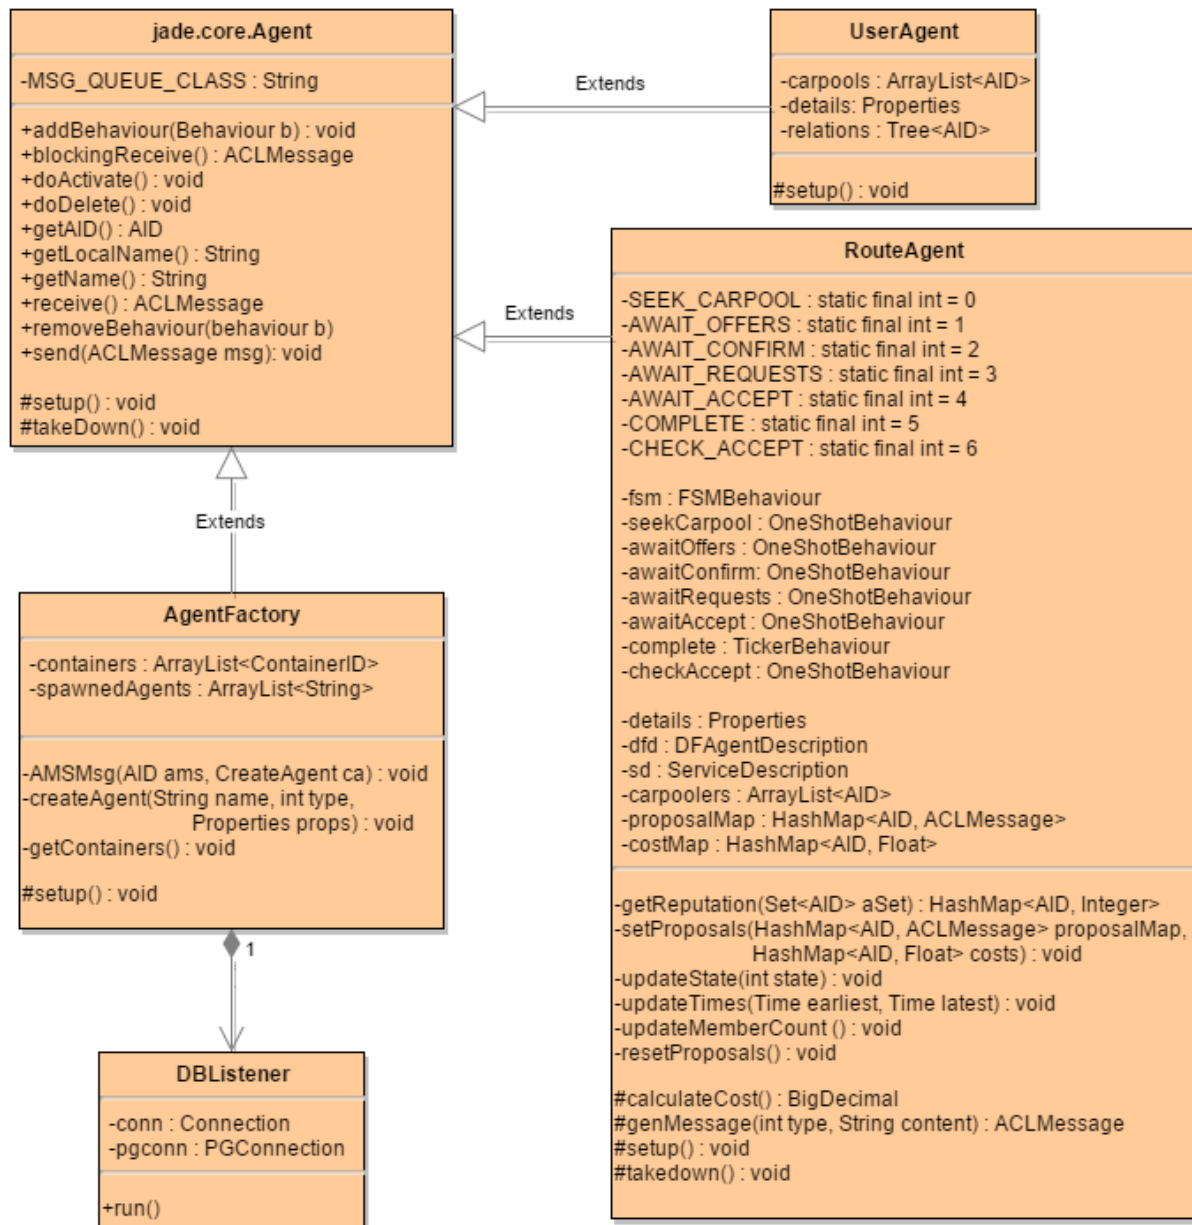 jade.core.Agent
-MSG_QUEUE_CLASS : String
+addBehaviour(Behaviour b) : void
+blockingReceive() : ACLMessage
+doActivate() : void
+doDelete() : void
+getAID() : AID
+getLocalName() : String
+getName() : String
+receive() : ACLMessage
+removeBehaviour(behaviour b)
+send(ACLMessage msg): void
#setup() : void
#takeDown() : void
Extends
UserAgent
-carpools : ArrayList<AID>
-details: Properties
-relations : Tree<AID>
#setup() : void
Extends
RouteAgent
-SEEK_CARPOOL : static final int = 0
-AWAIT_OFFERS : static final int = 1
-AWAIT_CONFIRM : static final int = 2
-AWAIT_REQUESTS : static final int = 3
-AWAIT_ACCEPT : static final int = 4
-COMPLETE : static final int = 5
-CHECK_ACCEPT : static final int = 6
-fsm : FSMBehaviour
-seekCarpool : OneShotBehaviour
-awaitOffers : OneShotBehaviour
-awaitConfirm: OneShotBehaviour
-awaitRequests : OneShotBehaviour
-awaitAccept : OneShotBehaviour
-complete : TickerBehaviour
-checkAccept : OneShotBehaviour
-details : Properties
-dfd : DFAgentDescription
-sd : ServiceDescription
-carpoolers : ArrayList<AID>
-proposalMap : HashMap<AID, ACLMessage>
-costMap : HashMap<AID, Float>
-getReputation(Set<AID> aSet) : HashMap<AID, Integer>
-setProposals(HashMap<AID, ACLMessage> proposalMap,
HashMap<AID, Float> costs) : void
-updateState(int state) : void
-updateTimes(Time earliest, Time latest) : void
-updateMemberCount () : void
-resetProposals() : void
#calculateCost() : BigDecimal
#genMessage(int type, String content) : ACLMessage
#setup() : void
#takedown() : void
Extends
AgentFactory
-containers : ArrayList<ContainerID>
-spawnedAgents : ArrayList<String>
-AMSMsg(AID ams, CreateAgent ca) : void
-createAgent(String name, int type,
Properties props) : void
-getContainers() : void
#setup() : void
1
DBListener
-conn : Connection
-pgconn : PGConnection
+run()